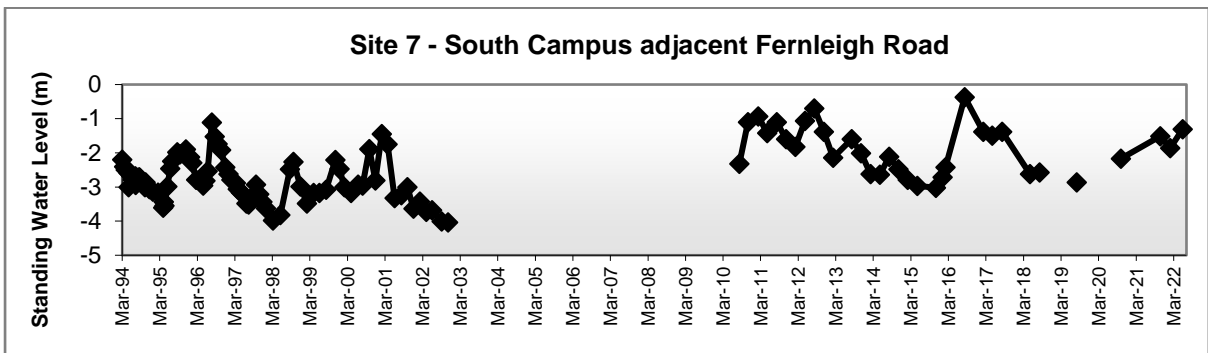 Site 7 - South Campus adjacent Fernleigh Road
Standing Water Level (m)
0
-1
-2
-3
-4
-5
Mar-94
Mar-95
Mar-96
Mar-97
Mar-98
Mar-99
Mar-00
Mar-01
Mar-02
Mar-03
Mar-04
Mar-05
Mar-06
Mar-07
Mar-08
Mar-09
Mar-10
Mar-11
Mar-12
Mar-13
Mar-14
Mar-15
Mar-16
Mar-17
Mar-18
Mar-19
Mar-20
Mar-21
Mar-22